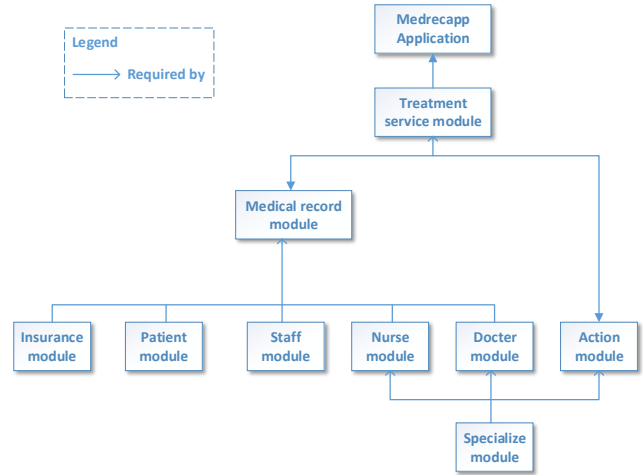 Legend
Required by
Medrecapp
Application
Treatment
service module
Medical record
module
Insurance
module
Patient
module
Staff
module
Nurse
module
Docter
module
Action
module
Specialize
module